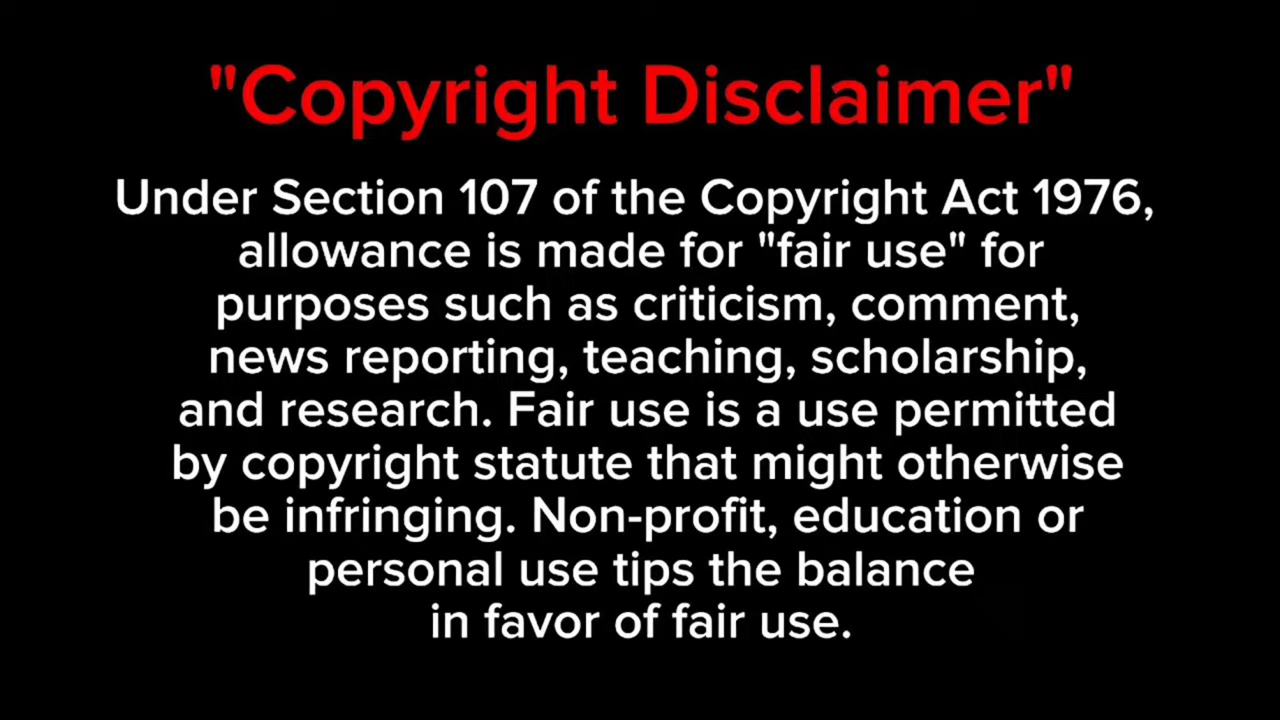 "Copyright Disclaimer"
Under Section 107 of the Copyright Act 1976,
allowance is made for "fair use" for
purposes such as criticism, comment,
news reporting, teaching, scholarship,
and research. Fair use is a use permitted
by copyright statute that might otherwise
be infringing. Non-profit, education or
personal use tips the balance
in favor of fair use.